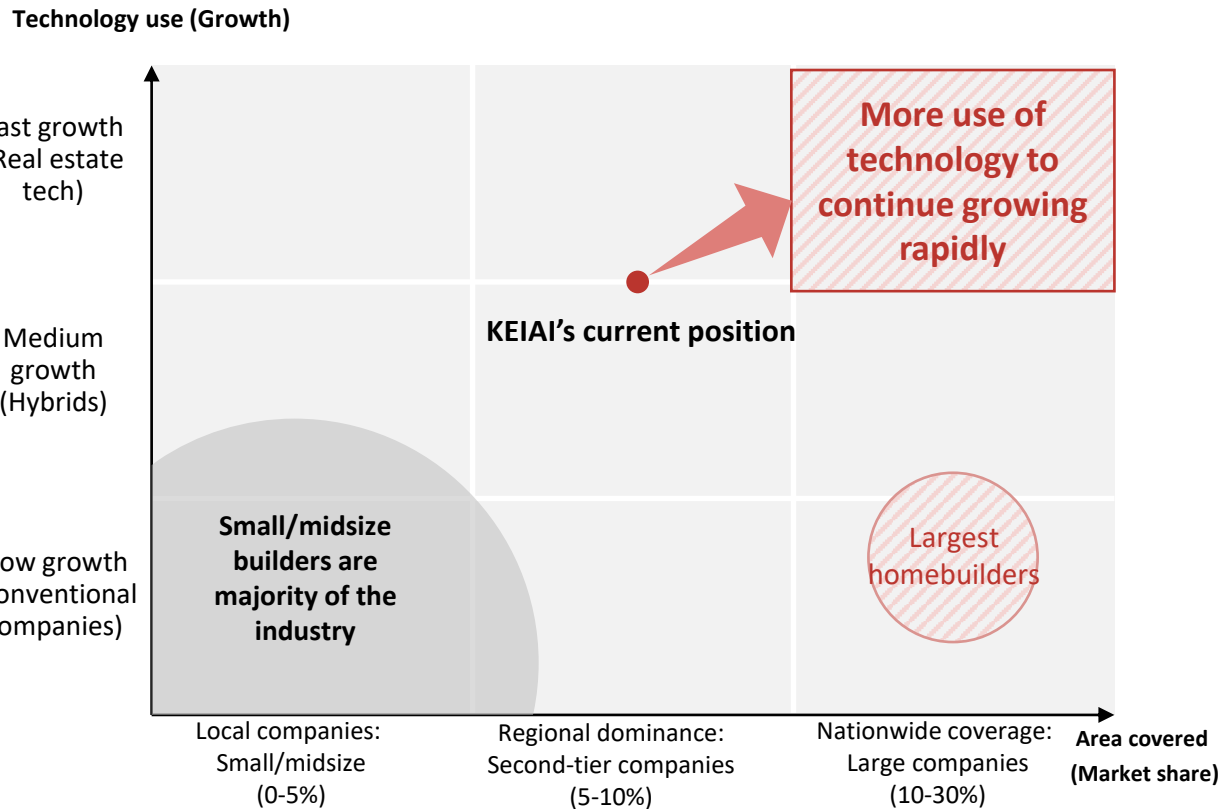 Technology use (Growth)
ast growth
Real estate
tech)
More use of
technology to
continue growing
rapidly
KEIAI’s current position
Medium
growth
(Hybrids)
Small/midsize
builders are
majority of the
industry
Largest
homebuilders
ow growth
onventional
ompanies)
Local companies:
Small/midsize
(0-5%)
Regional dominance:
Second-tier companies
(5-10%)
Nationwide coverage:
Large companies
(10-30%)
Area covered
(Market share)